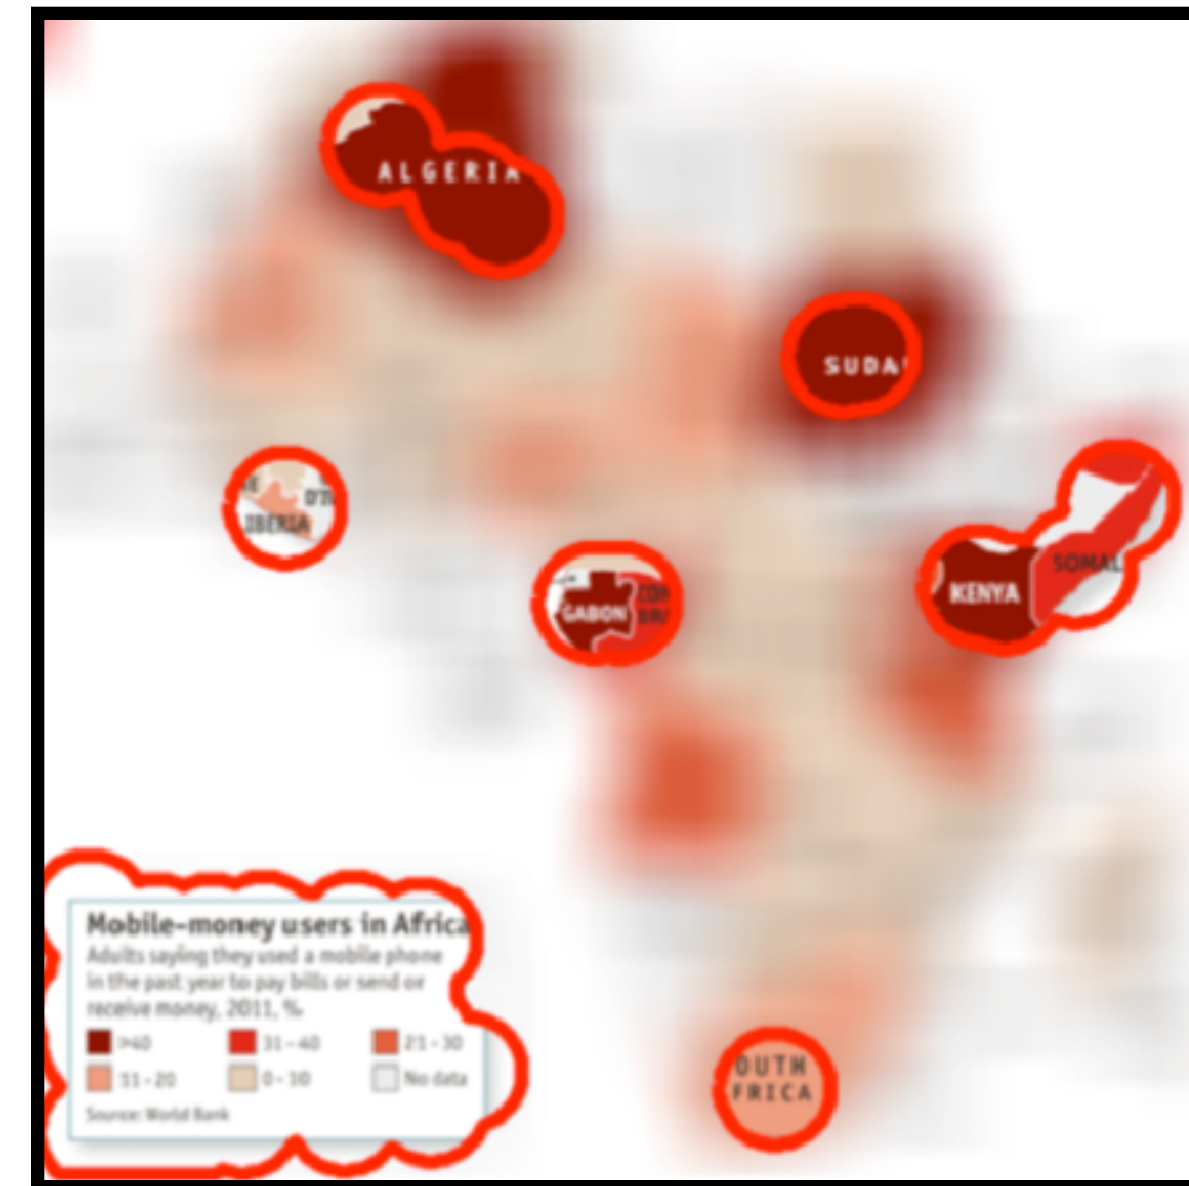 ALGERIA
SUDA
IBERIA
GABON
KENYA
SOMAL
Mobile-money users in Africa
Adults saying they used a mobile phone
in the past year to pay bills or send or
receive money, 2011, %
>40 31-40 21-30
11-20 0-10 No data
Source: World Bank
OUTH
FRICA